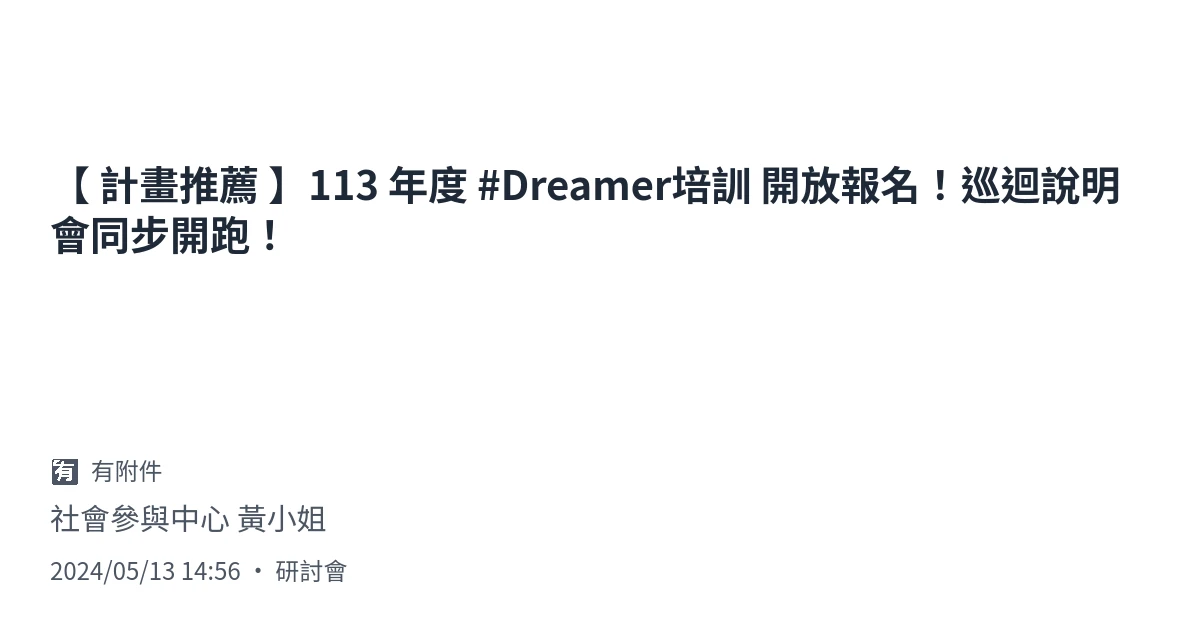 【 計畫推薦 】113 年度 #Dreamer培訓 開放報名！巡迴說明
會同步開跑！
有 有附件
社會參與中心 黃小姐
2024/05/13 14:56 • 研討會